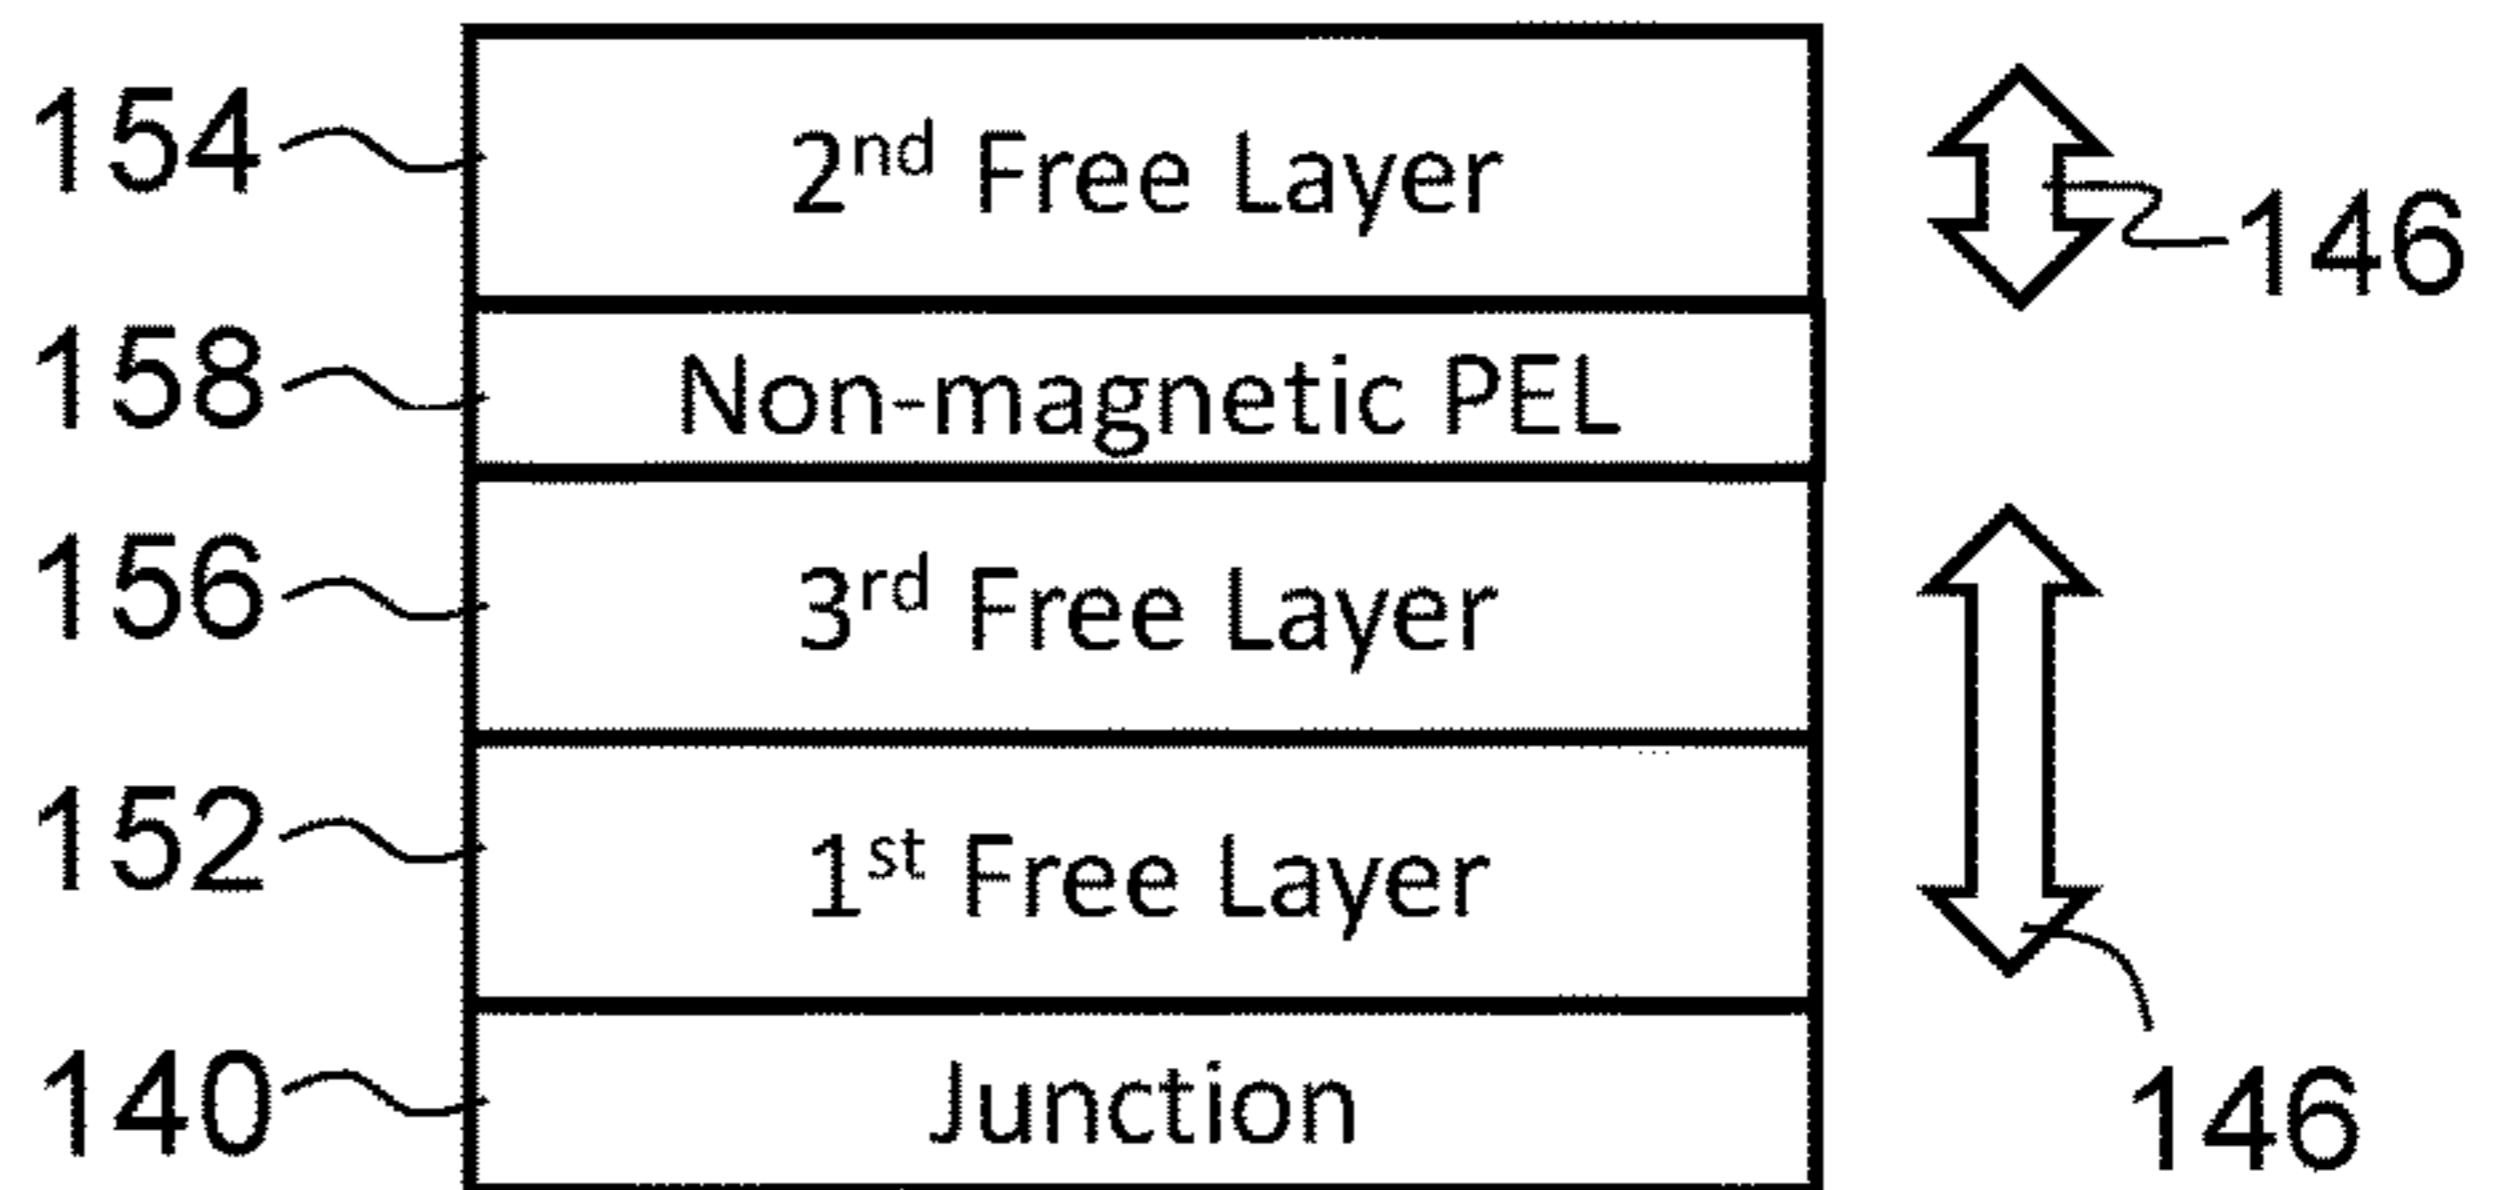 154 2nd Free Layer
146
158 Non-magnetic PEL
156 3rd Free Layer
152 1st Free Layer
140 Junction
146